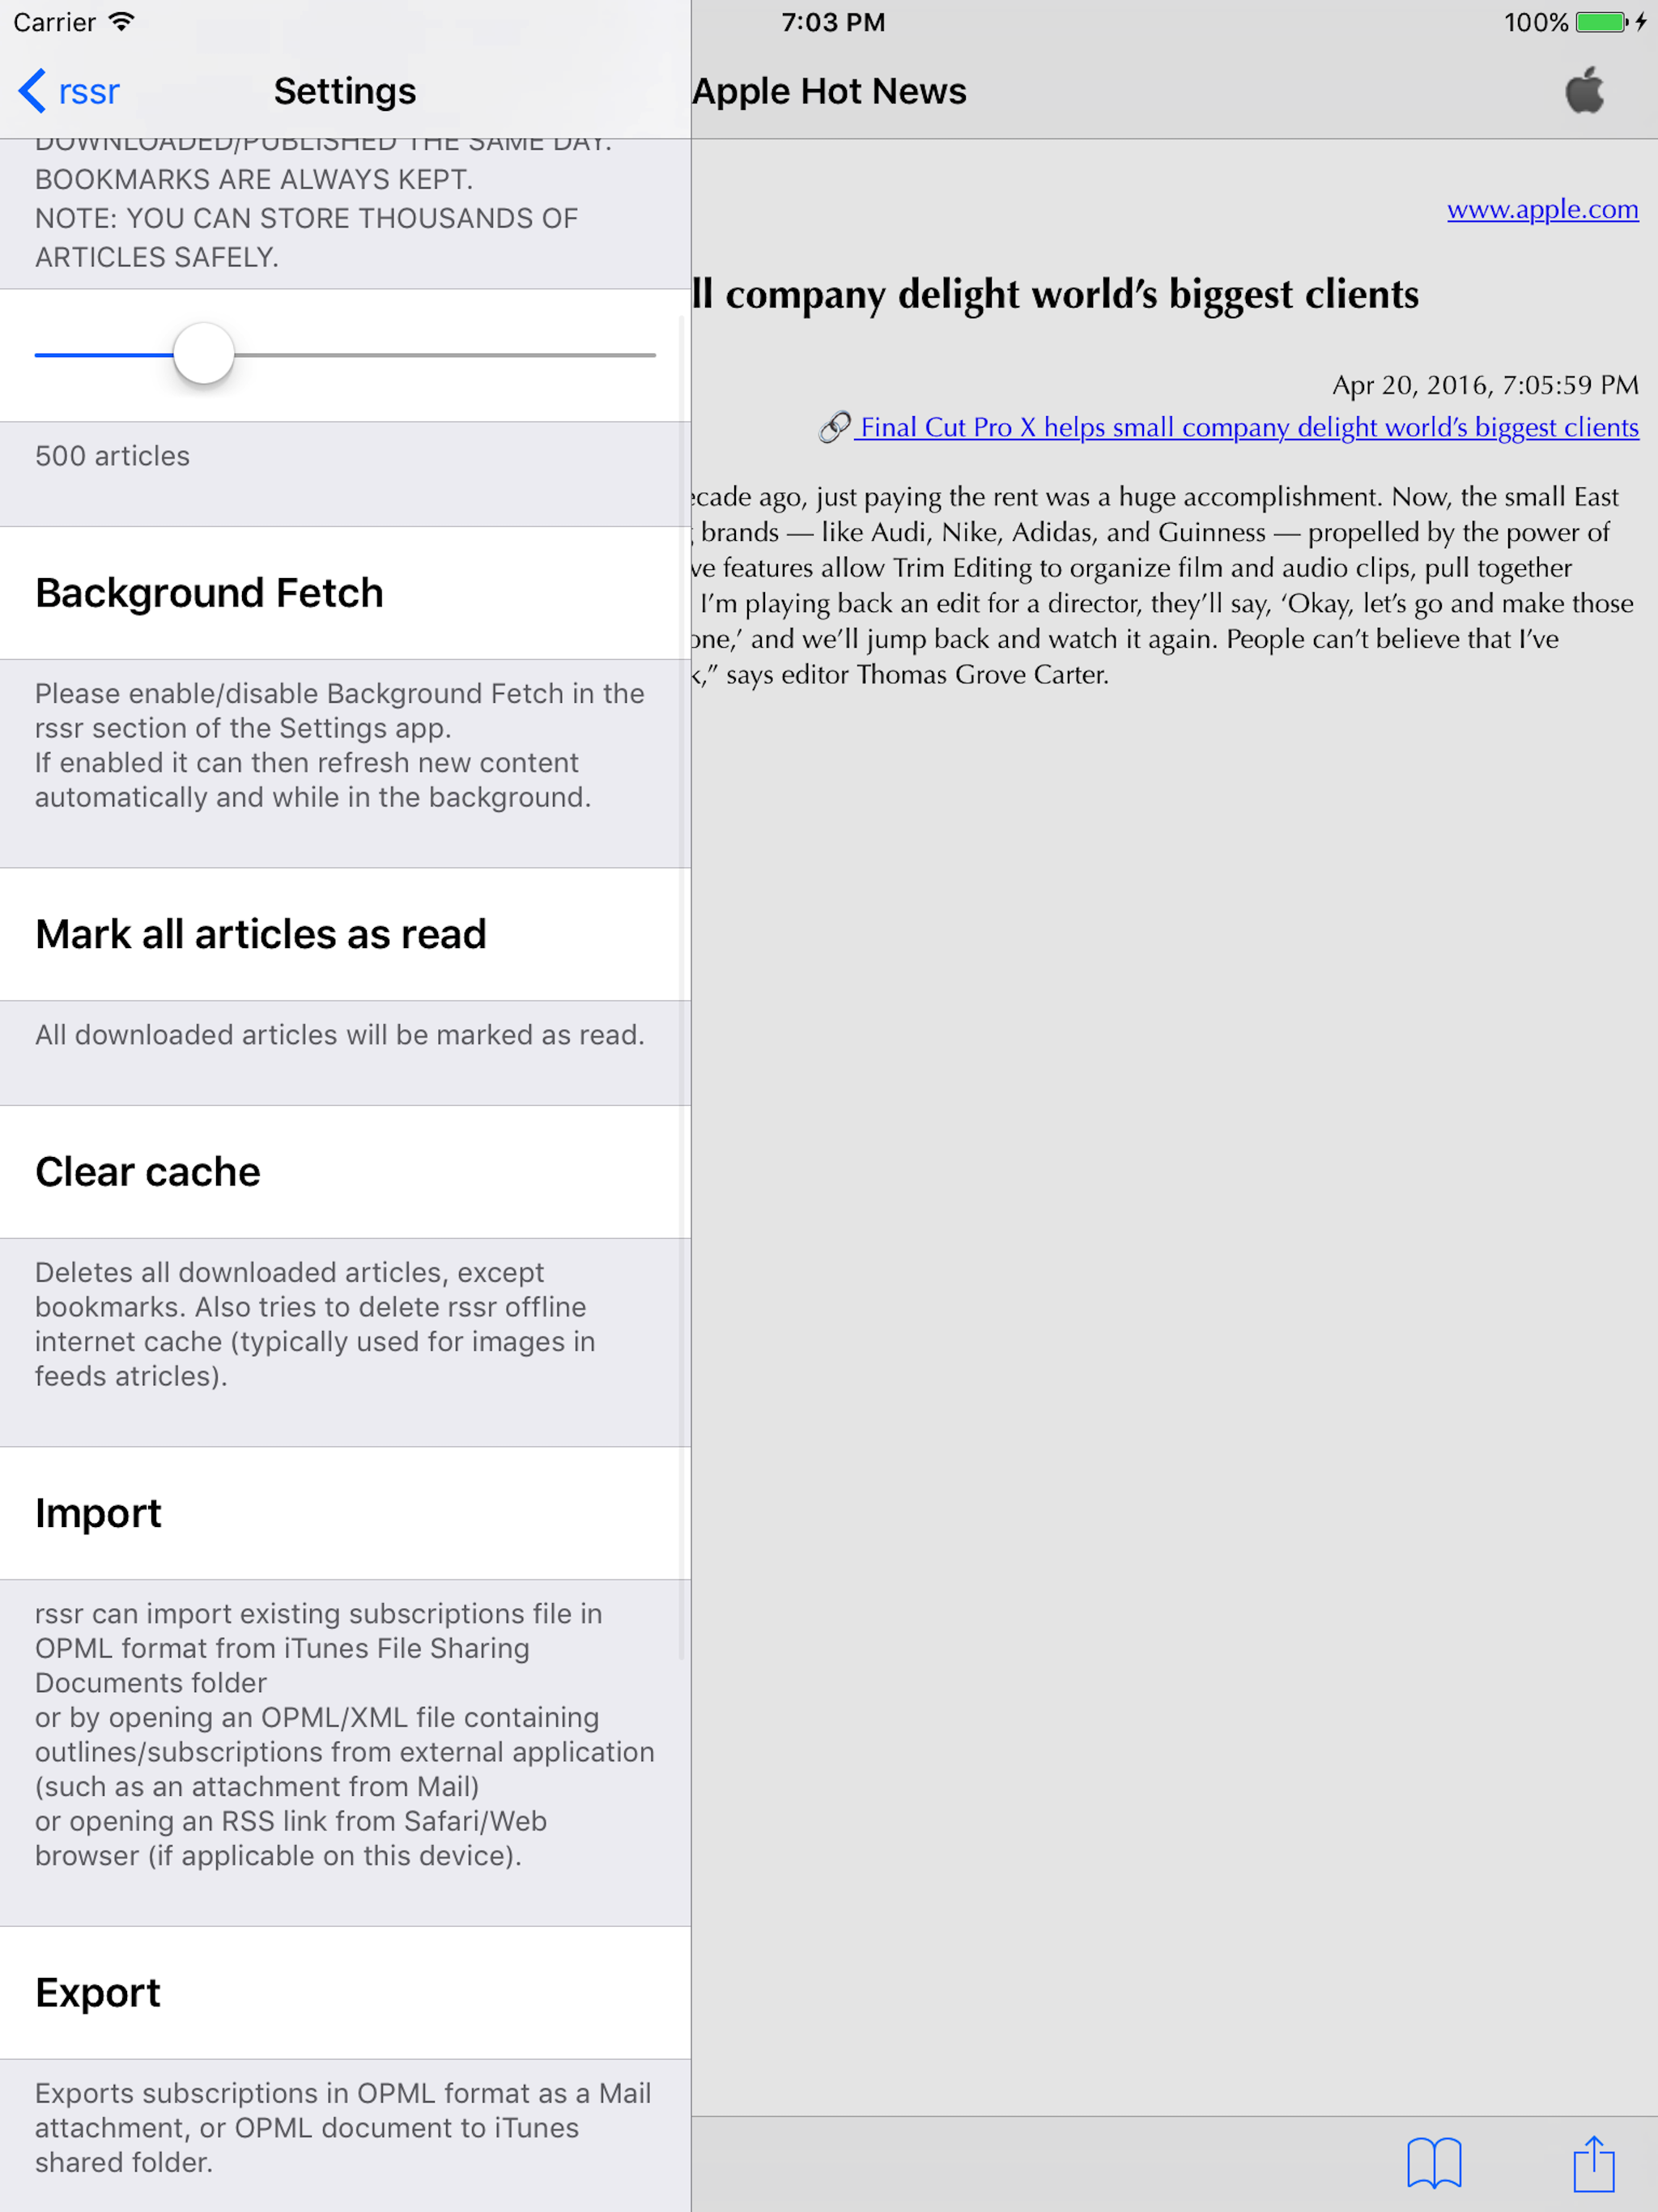 Carrier
7:03 PM
100%
rssr
Settings
DOWNLOADED/PUBLISHED THE SAME DAY.
BOOKMARKS ARE ALWAYS KEPT.
NOTE: YOU CAN STORE THOUSANDS OF
ARTICLES SAFELY.
500 articles
Background Fetch
Please enable/disable Background Fetch in the
rssr section of the Settings app.
If enabled it can then refresh new content
automatically and while in the background.
Mark all articles as read
All downloaded articles will be marked as read.
Clear cache
Deletes all downloaded articles, except
bookmarks. Also tries to delete rssr offline
internet cache (typically used for images in
feeds atricles).
Import
rssr can import existing subscriptions file in
OPML format from iTunes File Sharing
Documents folder
or by opening an OPML/XML file containing
outlines/subscriptions from external application
(such as an attachment from Mail)
or opening an RSS link from Safari/Web
browser (if applicable on this device).
Export
Exports subscriptions in OPML format as a Mail
attachment, or OPML document to iTunes
shared folder.
Apple Hot News
www.apple.com
company delight world’s biggest clients
Apr 20, 2016, 7:05:59 PM
Final Cut Pro X helps small company delight world’s biggest clients
ago, just paying the rent was a huge accomplishment. Now, the small East
brands — like Audi, Nike, Adidas, and Guinness — propelled by the power of
features allow Trim Editing to organize film and audio clips, pull together
I’m playing back an edit for a director, they’ll say, ‘Okay, let’s go and make those
and we’ll jump back and watch it again. People can’t believe that I’ve
says editor Thomas Grove Carter.